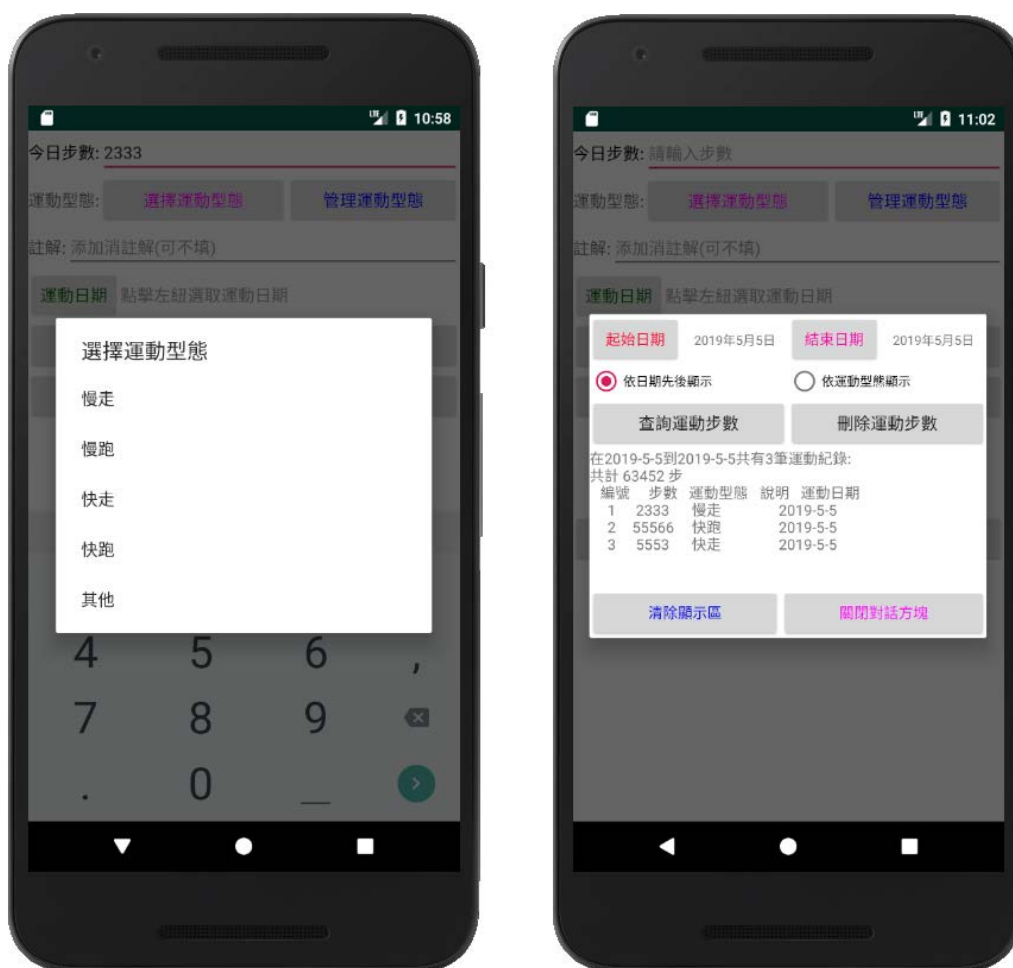 10:58
今日步數: 2333
運動型態: 選擇運動型態 管理運動型態
註解: 添加消註解(可不填)
運動日期 點擊左紐選取運動日期
選擇運動型態
慢走
慢跑
快走
快跑
其他
4 5 6 ,
7 8 9
. 0 _
11:02
今日步數: 請輸入步數
運動型態: 選擇運動型態 管理運動型態
註解: 添加消註解(可不填)
運動日期 點擊左紐選取運動日期
起始日期 2019年5月5日 結束日期 2019年5月5日
依日期先後顯示 依運動型態顯示
查詢運動步數 刪除運動步數
在2019-5-5到2019-5-5共有3筆運動紀錄:
共計 63452 步
編號 步數 運動型態 說明 運動日期
1 2333 慢走 2019-5-5
2 55566 快跑 2019-5-5
3 5553 快走 2019-5-5
清除顯示區 關閉對話方塊